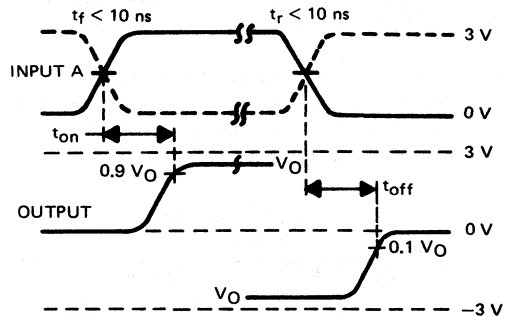 tf < 10 ns
tr < 10 ns
3 V
INPUT A
0 V
ton
3 V
0.9 VO
VO
toff
OUTPUT
0 V
0.1 VO
VO
−3 V